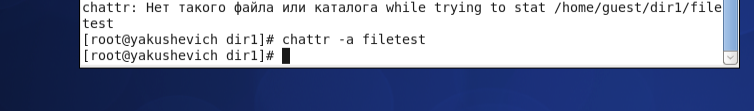 chattr: Нет такого файла или каталога while trying to stat /home/guest/dir1/file
test
[root@yakushevich dir1]# chattr -a filetest
[root@yakushevich dir1]#